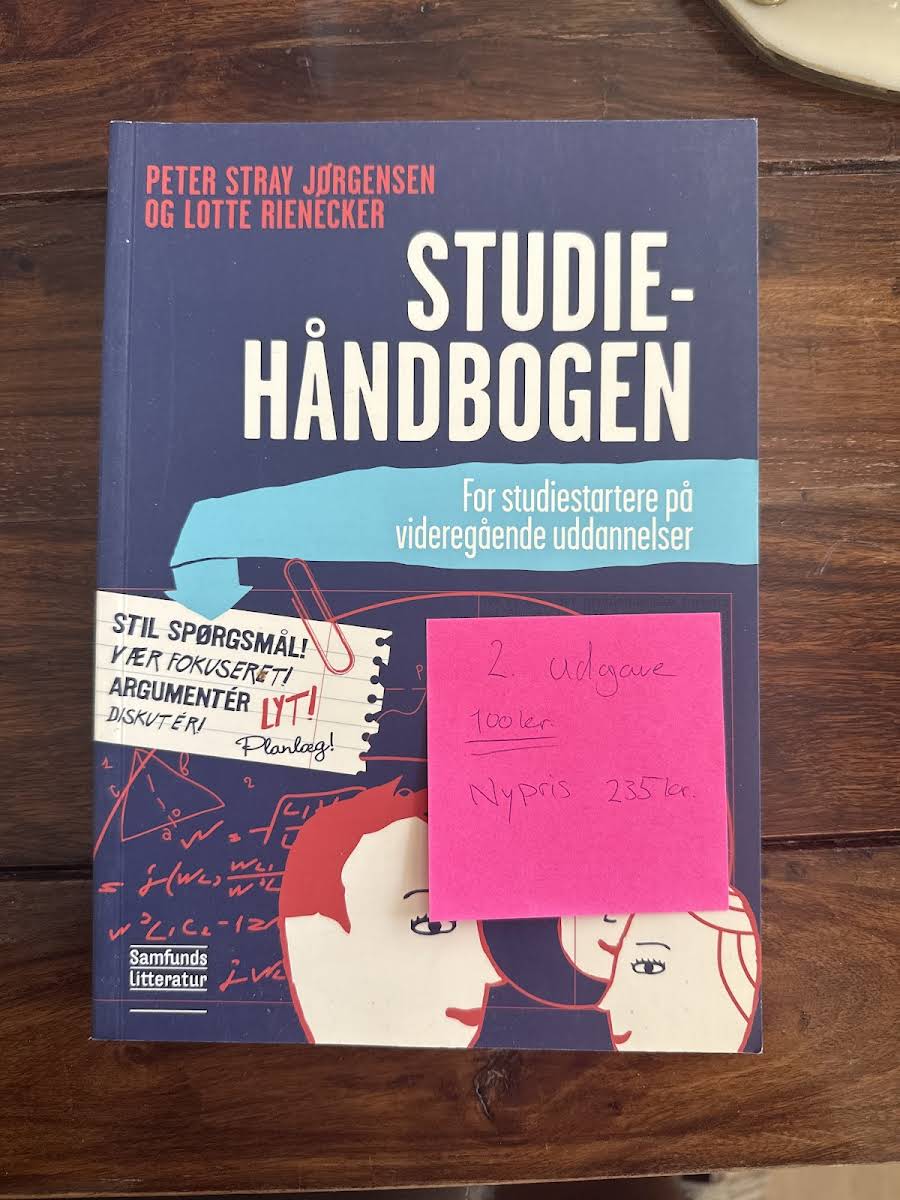 PETER STRAY JØRGENSEN
OG LOTTE RIENECKER
STUDIE-
HÅNDBOGEN
For studiestartere på
videregående uddannelser
STIL SPØRGSMÅL!
VÆR FOKUSERET!
ARGUMENTÉR
LYT!
DISKUTÉR!
Planlæg!
2. udgave
100 kr.
Nypris 235 kr.
Samfunds
Litteratur